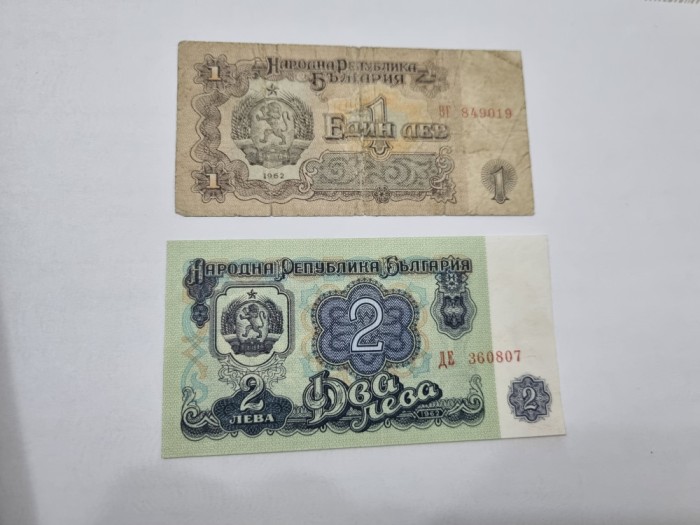 1
НАРОДНА РЕПУБЛИКА
БЪЛГАРИЯ
1
ВГ 849019
ЕДИН ЛЕВ
1962
1
1
НАРОДНА РЕПУБЛИКА БЪЛГАРИЯ
2
ДЕ 360807
2
ЛЕВА
ДВА
ЛЕВА
1962
2